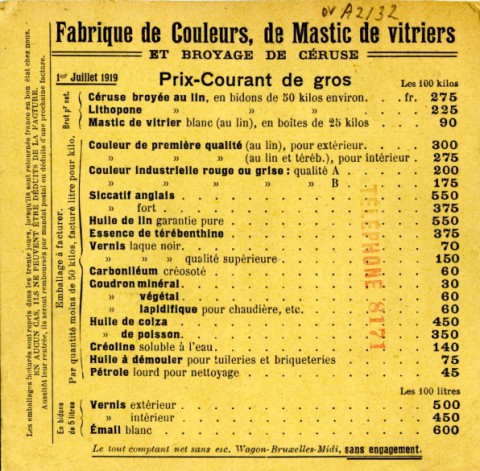 DV A2/32
Fabrique de Couleurs, de Mastic de vitriers
ET BROYAGE DE CÉRUSE
1er Juillet 1919 Prix-Courant de gros Les 100 kilos
Céruse broyée au lin, en bidons de 50 kilos environ. fr. 275
Lithopone » » 225
Mastic de vitrier blanc (au lin), en boîtes de 25 kilos 90
Couleur de première qualité (au lin), pour extérieur. 300
» » » (au lin et téréb.), pour intérieur. 275
Couleur industrielle rouge ou grise : qualité A 200
» » » » B 175
Siccatif anglais 550
» fort 375
Huile de lin garantie pure 550
Essence de térébenthine 375
Vernis laque noir. 70
» » » qualité supérieure 150
Carboniléum créosoté 60
Goudron minéral. 30
» végétal 60
» lapidifique pour chaudière, etc. 60
Huile de colza 450
» de poisson. 350
Créoline soluble à l'eau. 140
Huile à démouler pour tuileries et briqueteries 75
Pétrole lourd pour nettoyage 45
Les 100 litres
Vernis extérieur 500
» intérieur 450
Émail blanc 600
Le tout comptant net sans esc. Wagon-Bruxelles-Midi, sans engagement.
Brut pr net.
Emballage à facturer.
Par quantité moins de 50 kilos, facturé litre pour kilo.
En bidons
de 5 litres
Les emballages facturés sont repris dans les trente jours, lorsqu'ils sont retournés franco en bon état chez nous.
EN AUCUN CAS, ILS NE PEUVENT ÊTRE DÉDUITS DE LA FACTURE.
Aussitôt leur rentrée, ils seront remboursés par mandat postal ou déduits d'une prochaine facture.
TÉLÉPHONE 8171